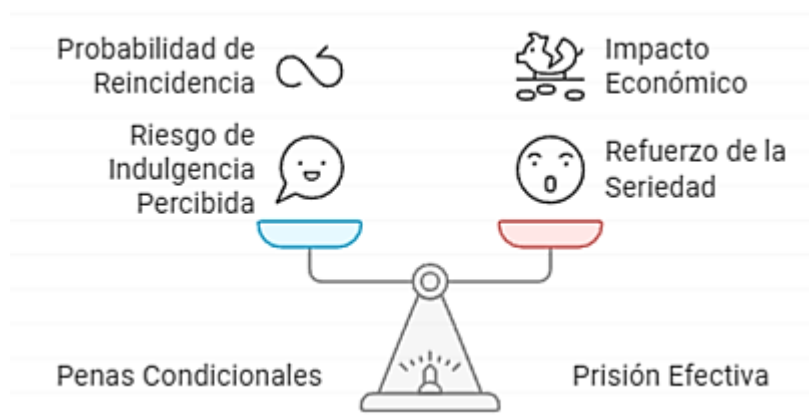 Probabilidad de
Reincidencia
Impacto
Económico
Riesgo de
Indulgencia
Percibida
Refuerzo de la
Seriedad
Penas Condicionales
Prisión Efectiva